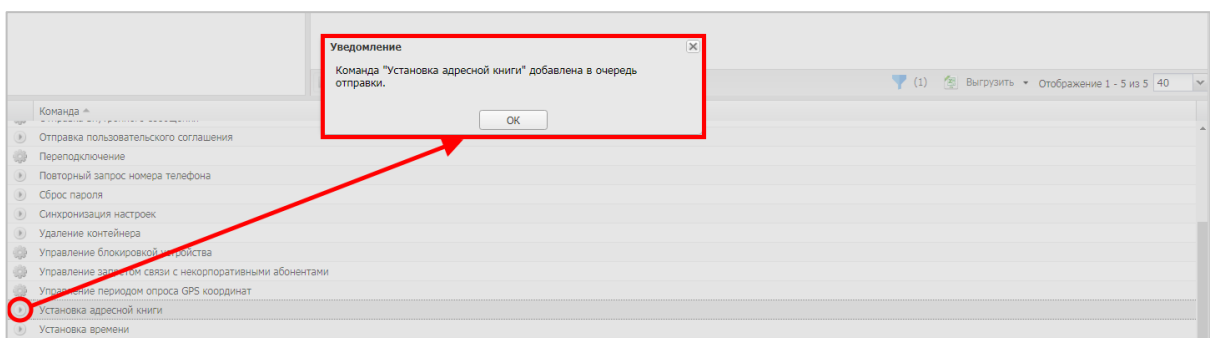 Уведомление
Команда "Установка адресной книги" добавлена в очередь
отправки.
OK
(1) Выгрузить Отображение 1 - 5 из 5 40
Команда
Отправка пользовательского соглашения
Переподключение
Повторный запрос номера телефона
Сброс пароля
Синхронизация настроек
Удаление контейнера
Управление блокировкой устройства
Управление запретом связи с некорпоративными абонентами
Управление периодом опроса GPS координат
Установка адресной книги
Установка времени